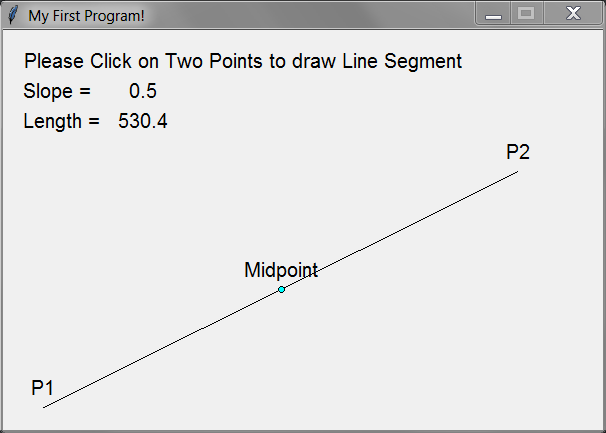 My First Program!
Please Click on Two Points to draw Line Segment
Slope = 0.5
Length = 530.4
P2
Midpoint
P1